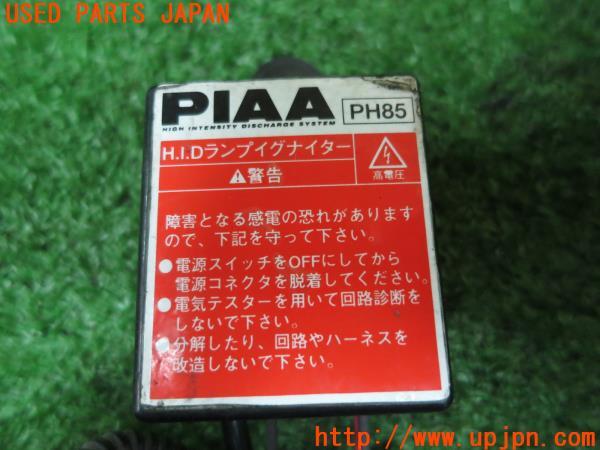 USED PARTS JAPAN
PIAA PH85
HIGH INTENSITY DISCHARGE SYSTEM
H.I.Dランプイグナイター
⚠警告
高電圧
障害となる感電の恐れがあります
ので、下記を守って下さい。
●電源スイッチをOFFにしてから
電源コネクタを脱着してください。
●電気テスターを用いて回路診断を
しないで下さい。
●分解したり、回路やハーネスを
改造しないで下さい。
https://www.upjpn.com/